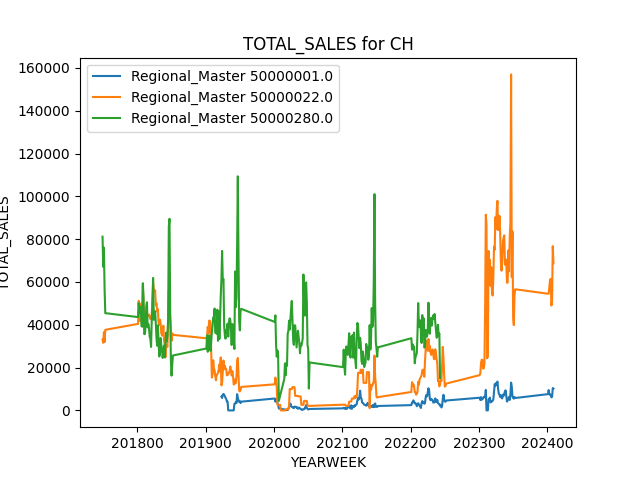 TOTAL_SALES for CH
Regional_Master 50000001.0
Regional_Master 50000022.0
Regional_Master 50000280.0
160000
140000
120000
100000
80000
60000
40000
20000
0
TOTAL_SALES
201800
201900
202000
202100
202200
202300
202400
YEARWEEK